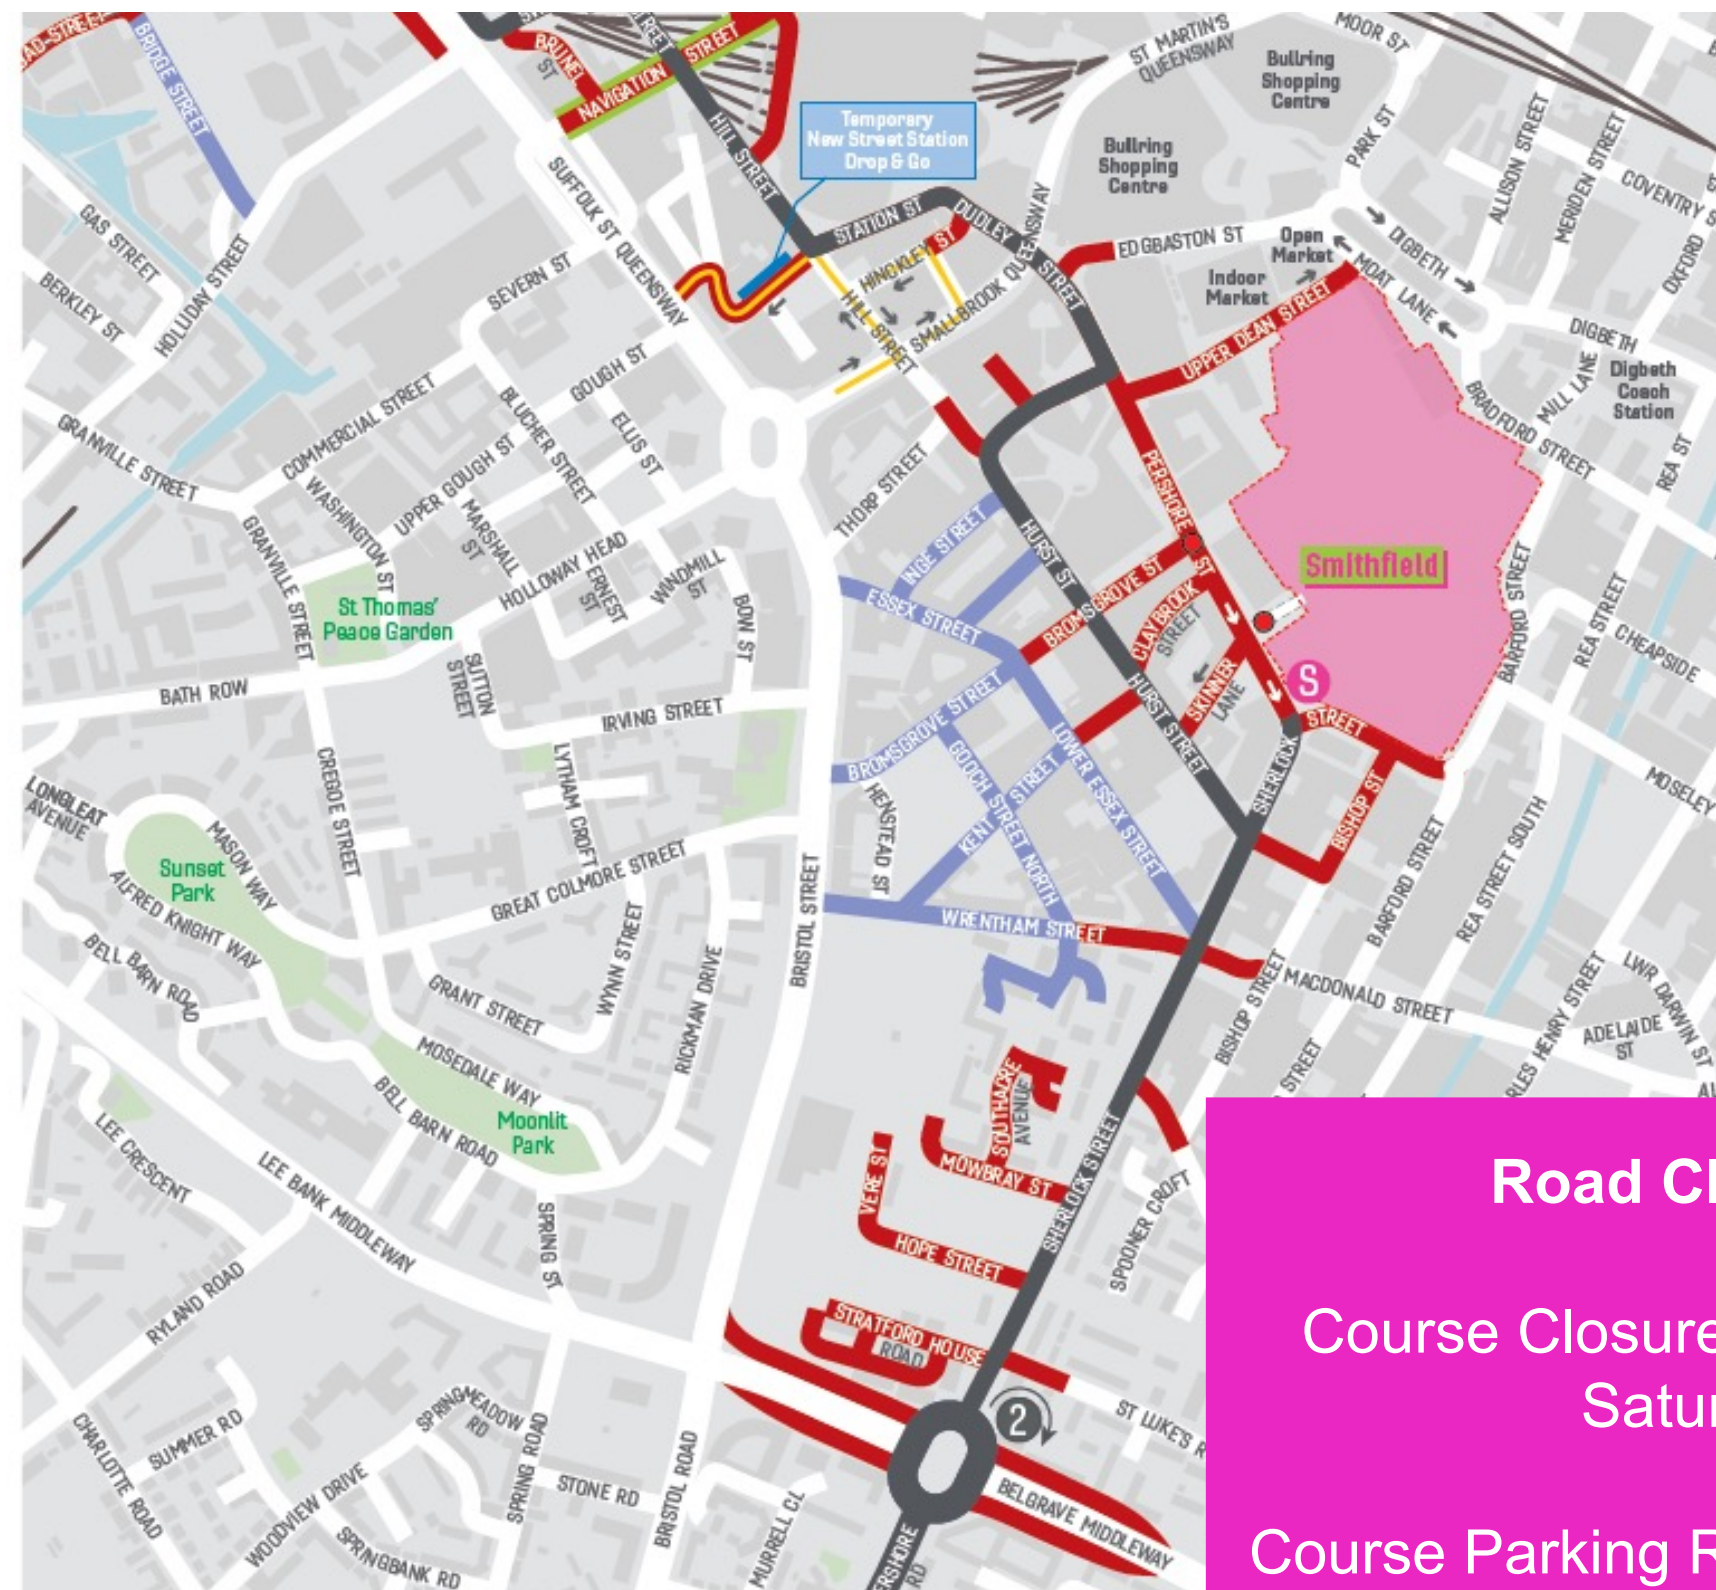 BRIDGE STREET
BRUNEL
ST
NAVIGATION STREET
HILL STREET
ST MARTIN'S
QUEENSWAY
MOOR ST
Bullring
Shopping
Centre
Bullring
Shopping
Centre
PARK ST
ALLISON STREET
MERIDEN STREET
COVENTRY
OXFORD
Temporary
New Street Station
Drop & Go
SUFFOLK ST QUEENSWAY
STATION ST
DUDLEY STREET
HINCKLEY ST
SMALLBROOK QUEENSWAY
HILL STREET
EDGBASTON ST
Open
Market
Indoor
Market
DIGBETH
MOAT LANE
UPPER DEAN STREET
DIGBETH
Digbeth
Coach
Station
MILL LANE
BRADFORD STREET
REA ST
GAS STREET
BERKLEY ST
HOLLIDAY STREET
SEVERN ST
GOUGH ST
COMMERCIAL STREET
BLUCHER STREET
ELLIS ST
GRANVILLE STREET
WASHINGTON ST
UPPER GOUGH ST
MARSHALL
ST
HOLLOWAY HEAD
ERNEST
ST
WINDMILL
ST
BOW ST
THORP STREET
GRANVILLE STREET
St Thomas'
Peace Garden
INGE STREET
ESSEX STREET
HURST ST
PERSHORE ST
BROMSGROVE ST
CLAYBROOK
STREET
SKINNER
LANE
Smithfield
S
STREET
BARFORD STREET
REA STREET
CHEAPSIDE
MOSELEY
BATH ROW
SUTTON
STREET
IRVING STREET
BROMSGROVE STREET
HURST STREET
LOWER ESSEX STREET
GOOCH STREET NORTH
KENT STREET
HENSTEAD ST
SHERLOCK
BISHOP ST
LONGLEAT
AVENUE
CREGOE STREET
LYTHAM CROFT
MASON WAY
Sunset
Park
ALFRED KNIGHT WAY
BELL BARN ROAD
GREAT COLMORE STREET
BRISTOL STREET
WRENTHAM STREET
BARFORD STREET
REA STREET SOUTH
WYNN STREET
RICKMAN DRIVE
GRANT STREET
MOSEDALE WAY
BELL BARN ROAD
Moonlit
Park
BISHOP STREET
MACDONALD STREET
STREET
LWR DARWIN ST
ADELAIDE
ST
SOUTHACRE
AVENUE
MOWBRAY ST
VERE ST
HOPE STREET
SHERLOCK STREET
SPOONER CROFT
LEE CRESCENT
LEE BANK MIDDLEWAY
SPRING ST
RYLAND ROAD
STRATFORD HOUSE
ROAD
2
ST LUKE'S
BELGRAVE MIDDLEWAY
CHARLOTTE ROAD
SUMMER RD
SPRINGMEADOW
RD
WOODVIEW DRIVE
SPRING ROAD
SPRINGBANK RD
STONE RD
BRISTOL ROAD
MURRELL CL
RD
Road
Course Closure
Course Parking